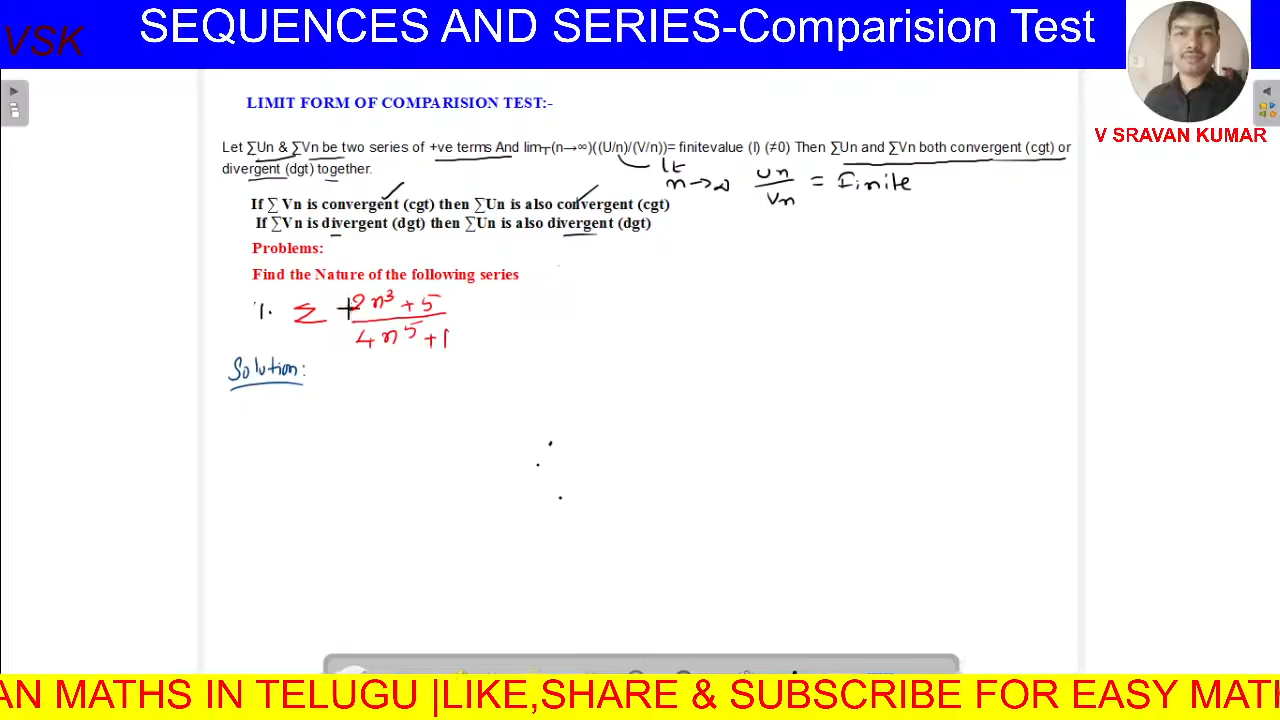 VSK
SEQUENCES AND SERIES-Comparision Test
V SRAVAN KUMAR
LIMIT FORM OF COMPARISION TEST:-
Let ∑Un & ∑Vn be two series of +ve terms And lim┬(n→∞)((U/n)/(V/n))= finitevalue (l) (≠0) Then ∑Un and ∑Vn both convergent (cgt) or
divergent (dgt) together.
lt n→∞ Un/Vn = Finite
If ∑ Vn is convergent (cgt) then ∑Un is also convergent (cgt)
If ∑Vn is divergent (dgt) then ∑Un is also divergent (dgt)
Problems:
Find the Nature of the following series
1. Σ (2n³ + 5)/(4n⁵ + 1)
Solution:
AN MATHS IN TELUGU |LIKE,SHARE & SUBSCRIBE FOR EASY MATH